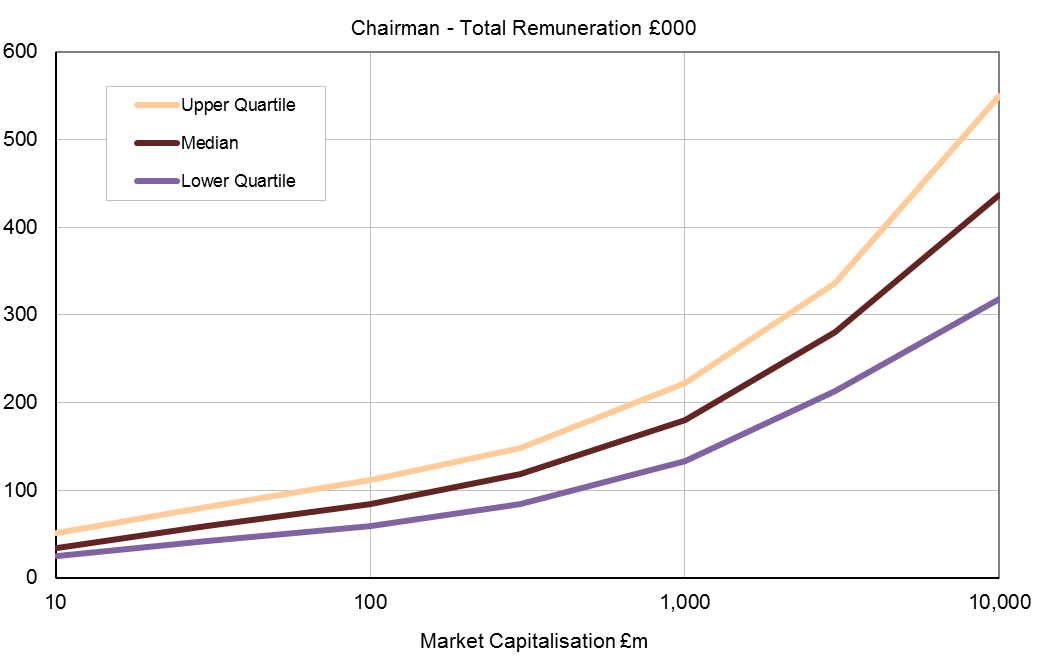 Chairman - Total Remuneration £000
600
500
400
300
200
100
0
Upper Quartile
Median
Lower Quartile
10 100 1,000 10,000
Market Capitalisation £m